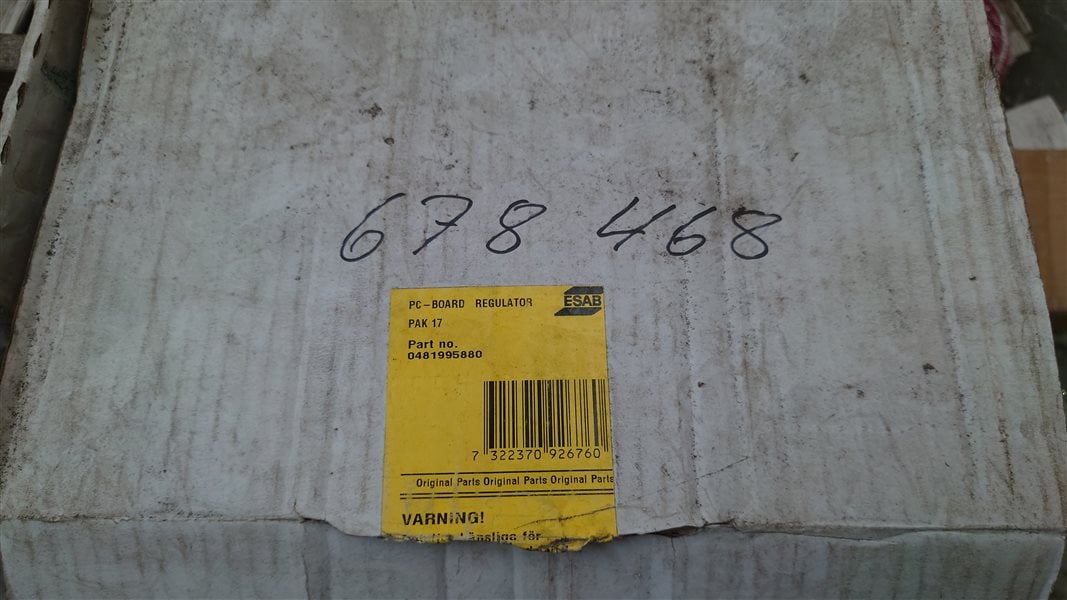 678 468
PC-BOARD REGULATOR
ESAB
PAK 17
Part no.
0481995880
7 322370 926760
Original Parts Original Parts Original Parts
VARNING!
för